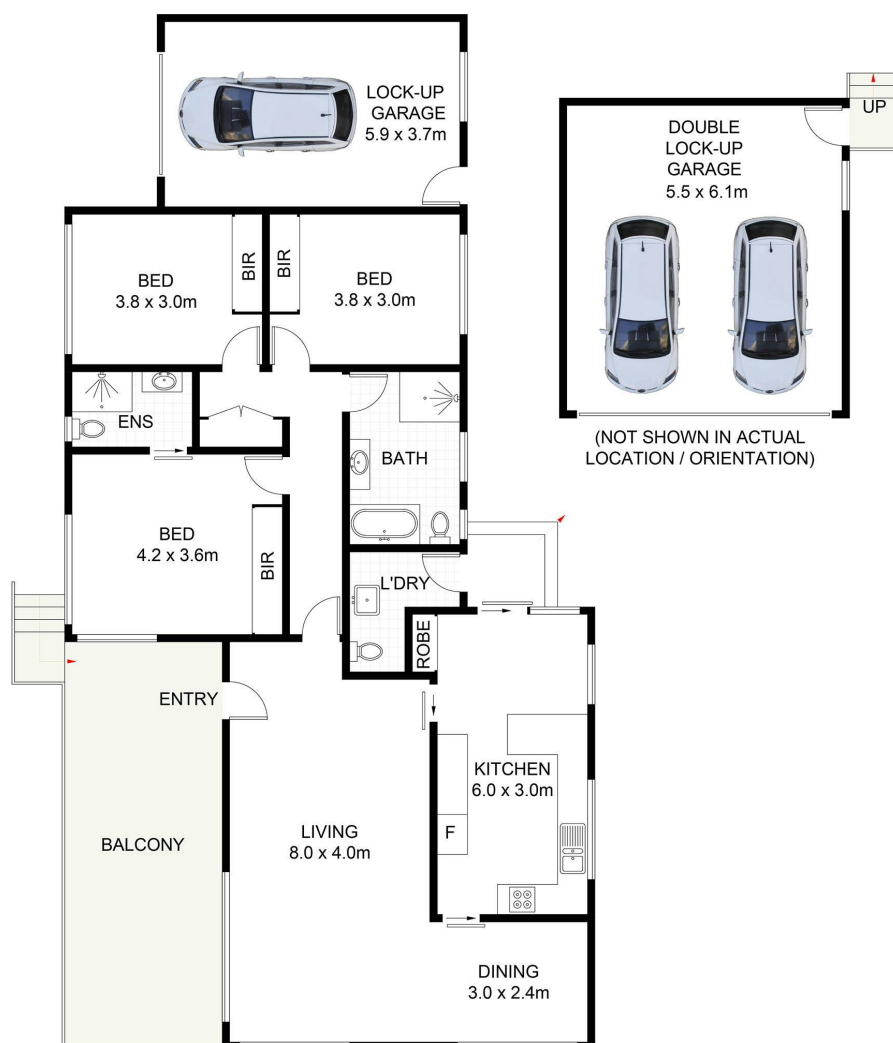 LOCK-UP
GARAGE
5.9 x 3.7m
UP
DOUBLE
LOCK-UP
GARAGE
5.5 x 6.1m
(NOT SHOWN IN ACTUAL
LOCATION / ORIENTATION)
BED
3.8 x 3.0m
BIR
BIR
BED
3.8 x 3.0m
ENS
BATH
BED
4.2 x 3.6m
BIR
L'DRY
ROBE
ENTRY
KITCHEN
6.0 x 3.0m
F
LIVING
8.0 x 4.0m
BALCONY
DINING
3.0 x 2.4m